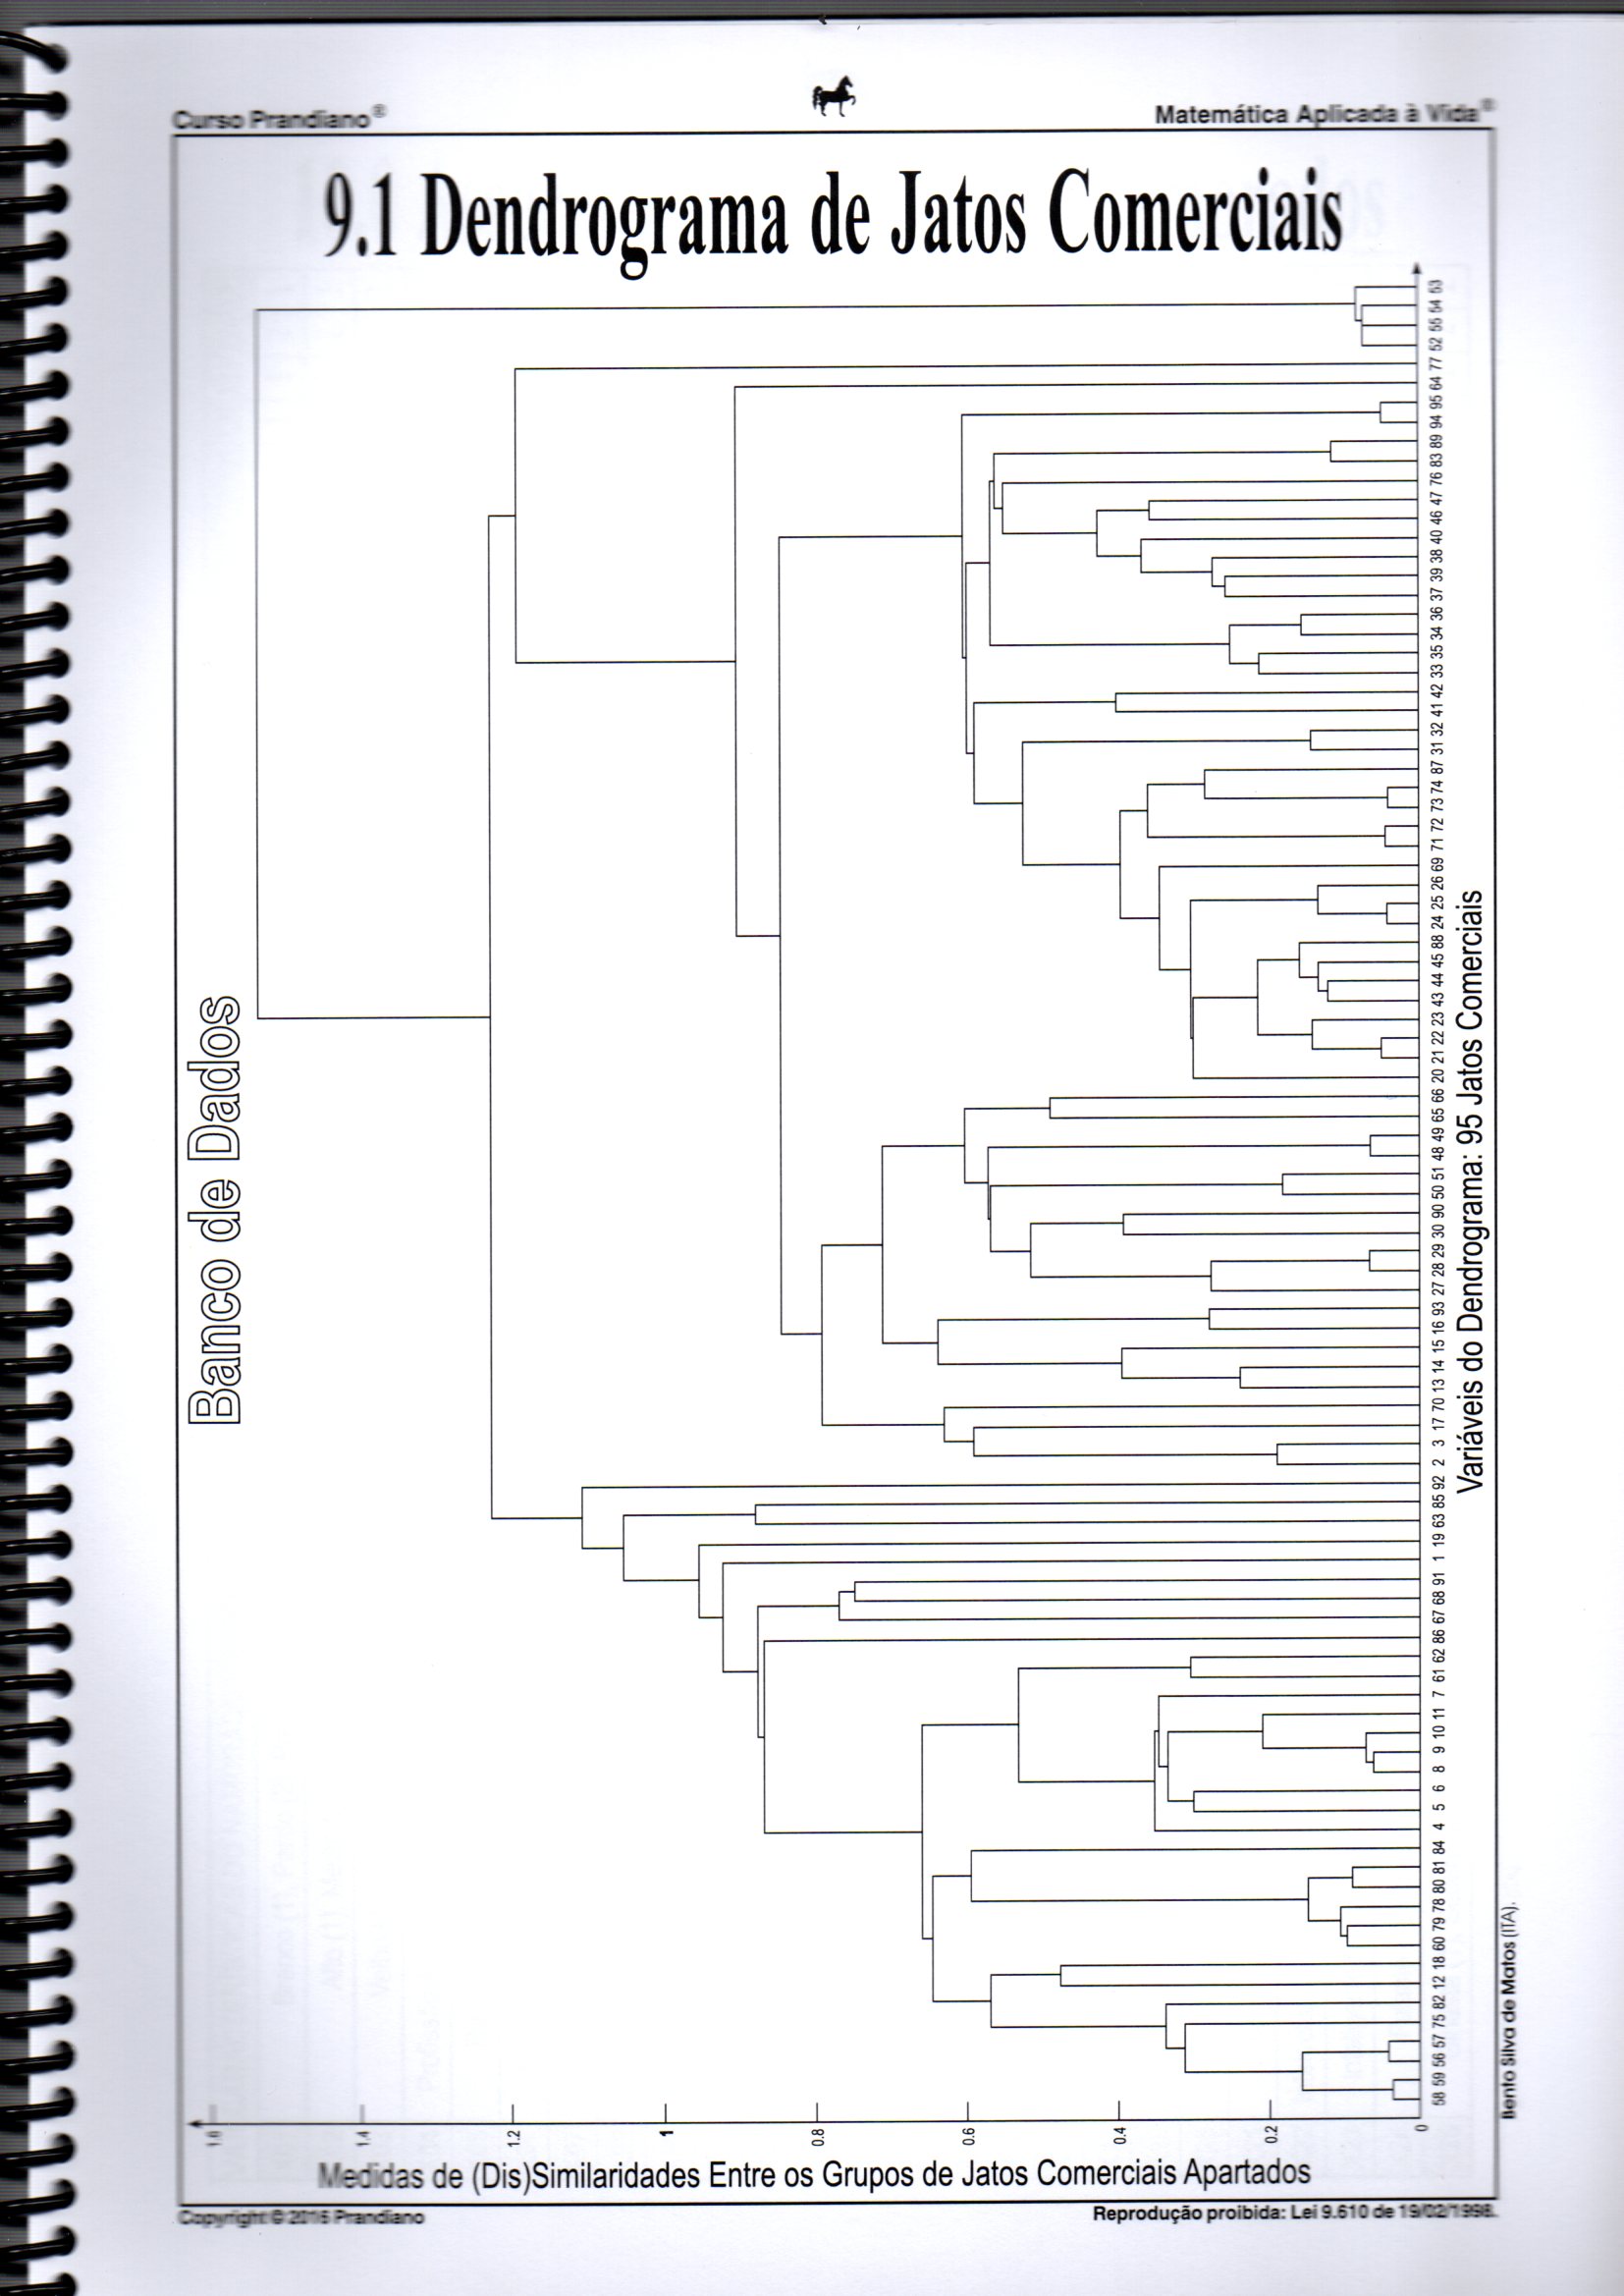 Curso Prandiano®
Matemática Aplicada à Vida®
9.1 Dendrograma de Jatos Comerciais
Banco de Dados
1.6 1.4 1.2 1 0.8 0.6 0.4 0.2 0
Medidas de (Dis)Similaridades Entre os Grupos de Jatos Comerciais Apartados
58 59 56 57 75 82 12 18 60 79 78 80 81 84 4 5 6 8 9 10 11 7 61 62 86 67 68 91 1 19 63 85 92 2 3 17 70 13 14 15 16 93 27 28 29 30 90 50 51 48 49 65 66 20 21 22 23 43 44 45 88 24 25 26 69 71 72 73 74 87 31 32 41 42 33 35 34 36 37 39 38 40 46 47 76 83 89 94 95 64 77 52 55 54 53
Variáveis do Dendrograma: 95 Jatos Comerciais
Bento Silva de Matos (ITA).
Copyright © 2016 Prandiano
Reprodução proibida: Lei 9.610 de 19/02/1998.